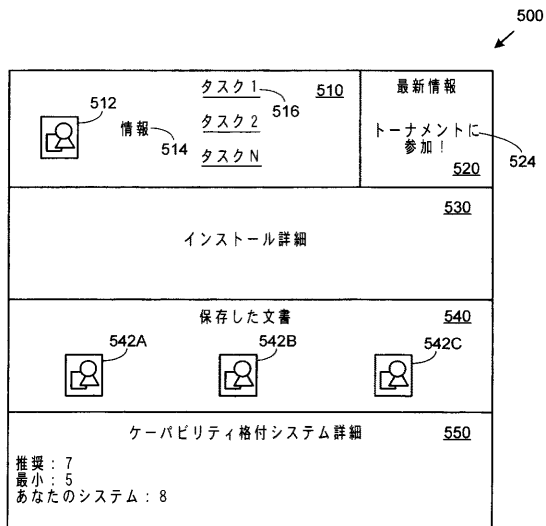 500
512
情報
514
タスク1
516
タスク2
タスクN
510
最新情報
トーナメントに
参加！
524
520
530
インストール詳細
保存した文書
540
542A
542B
542C
ケーパビリティ格付システム詳細
550
推奨：7
最小：5
あなたのシステム：8